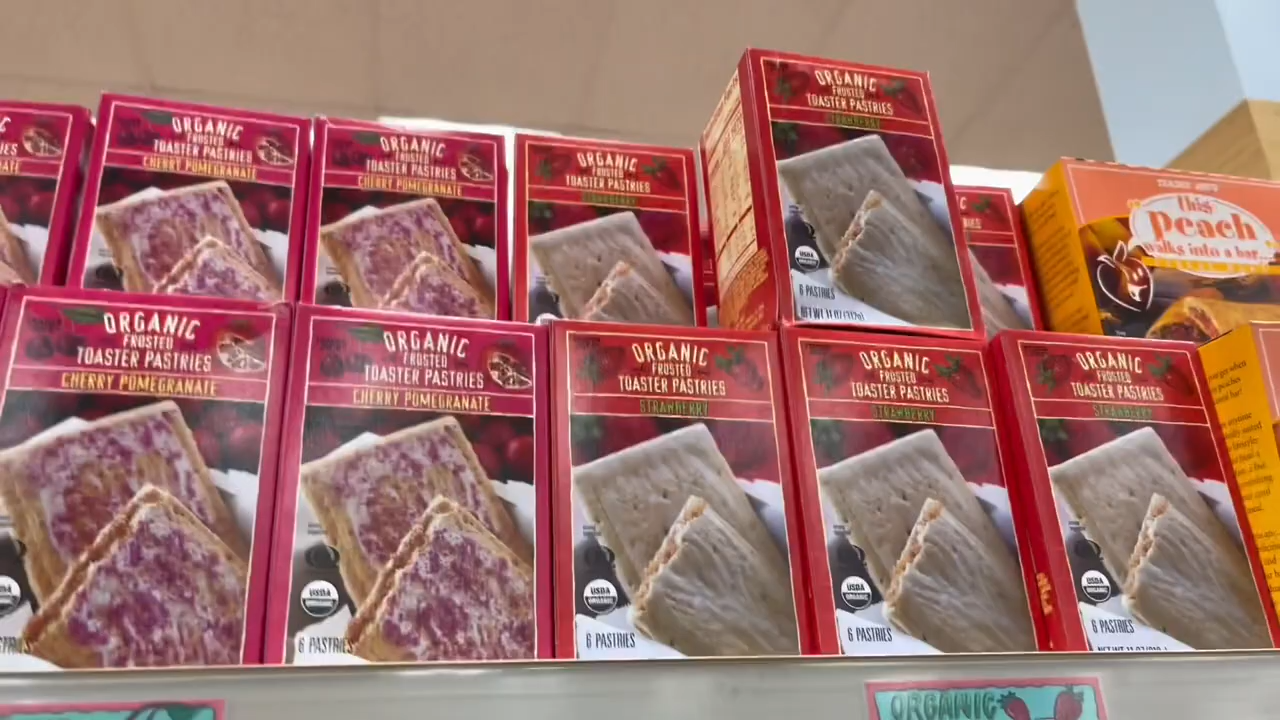 ORGANIC
FROSTED
TOASTER PASTRIES
CHERRY POMEGRANATE
ORGANIC
FROSTED
TOASTER PASTRIES
CHERRY POMEGRANATE
ORGANIC
FROSTED
TOASTER PASTRIES
STRAWBERRY
ORGANIC
FROSTED
TOASTER PASTRIES
STRAWBERRY
USDA
ORGANIC
6 PASTRIES
TRADER JOE'S
This
Peach
walks into a bar...
ORGANIC
FROSTED
TOASTER PASTRIES
CHERRY POMEGRANATE
USDA
ORGANIC
ORGANIC
FROSTED
TOASTER PASTRIES
CHERRY POMEGRANATE
USDA
ORGANIC
6 PASTRIES
ORGANIC
FROSTED
TOASTER PASTRIES
STRAWBERRY
USDA
ORGANIC
6 PASTRIES
ORGANIC
FROSTED
TOASTER PASTRIES
STRAWBERRY
USDA
ORGANIC
6 PASTRIES
ORGANIC
FROSTED
TOASTER PASTRIES
STRAWBERRY
USDA
ORGANIC
6 PASTRIES
ORGANIC